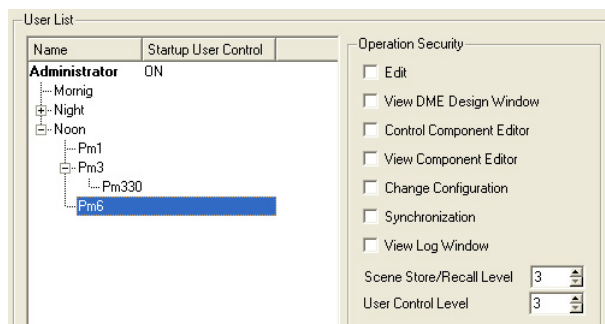 User List
Name Startup User Control
Administrator ON
Mornig
Night
Noon
Pm1
Pm3
Pm330
Pm6
Operation Security
Edit
View DME Design Window
Control Component Editor
View Component Editor
Change Configuration
Synchronization
View Log Window
Scene Store/Recall Level 3
User Control Level 3